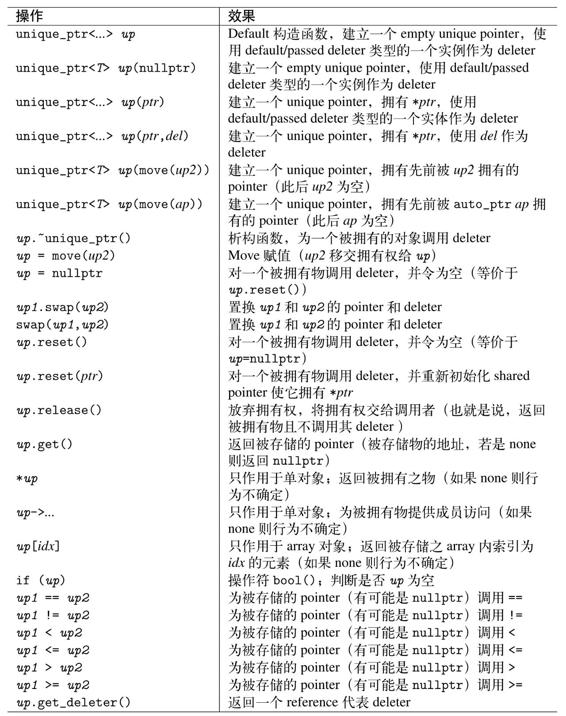 操作 效果
unique_ptr<...> up Default 构造函数，建立一个 empty unique pointer，使
用 default/passed deleter 类型的一个实例作为 deleter
unique_ptr<T> up(nullptr) 建立一个 empty unique pointer，使用 default/passed
deleter 类型的一个实例作为 deleter
unique_ptr<...> up(ptr) 建立一个 unique pointer，拥有 *ptr，使用
default/passed deleter 类型的一个实体作为 deleter
unique_ptr<...> up(ptr,del) 建立一个 unique pointer，拥有 *ptr，使用 del 作为
deleter
unique_ptr<T> up(move(up2)) 建立一个 unique pointer，拥有先前被 up2 拥有的
pointer（此后 up2 为空）
unique_ptr<T> up(move(ap)) 建立一个 unique pointer，拥有先前被 auto_ptr ap 拥
有的 pointer（此后 ap 为空）
up.~unique_ptr() 析构函数，为一个被拥有的对象调用 deleter
up = move(up2) Move 赋值（up2 移交拥有权给 up）
up = nullptr 对一个被拥有物调用 deleter，并令为空（等价于
up.reset()）
up1.swap(up2) 置换 up1 和 up2 的 pointer 和 deleter
swap(up1,up2) 置换 up1 和 up2 的 pointer 和 deleter
up.reset() 对一个被拥有物调用 deleter，并令为空（等价于
up=nullptr）
up.reset(ptr) 对一个被拥有物调用 deleter，并重新初始化 shared
pointer 使它拥有 *ptr
up.release() 放弃拥有权，将拥有权交给调用者（也就是说，返回
被拥有物且不调用其 deleter ）
up.get() 返回被存储的 pointer（被存储物的地址，若是 none
则返回 nullptr）
*up 只作用于单对象；返回被拥有之物（如果 none 则行
为不确定）
up->... 只作用于单对象；为被拥有物提供成员访问（如果
none 则行为不确定）
up[idx] 只作用于 array 对象；返回被存储之 array 内索引为
idx 的元素（如果 none 则行为不确定）
if (up) 操作符 bool()；判断是否 up 为空
up1 == up2 为被存储的 pointer（有可能是 nullptr）调用 ==
up1 != up2 为被存储的 pointer（有可能是 nullptr）调用 !=
up1 < up2 为被存储的 pointer（有可能是 nullptr）调用 <
up1 <= up2 为被存储的 pointer（有可能是 nullptr）调用 <=
up1 > up2 为被存储的 pointer（有可能是 nullptr）调用 >
up1 >= up2 为被存储的 pointer（有可能是 nullptr）调用 >=
up.get_deleter() 返回一个 reference 代表 deleter